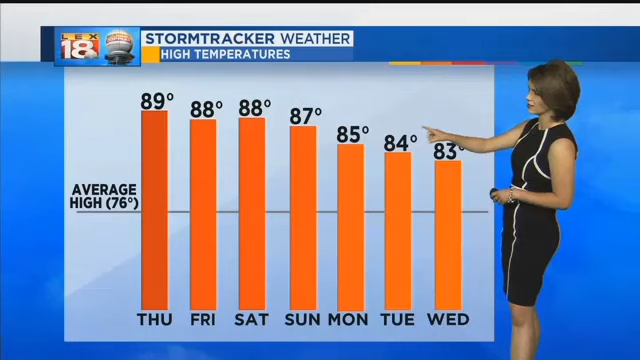 LEX
18
STORMTRACKER WEATHER
HIGH TEMPERATURES
89° 88° 88° 87° 85° 84° 83°
AVERAGE
HIGH (76°)
THU FRI SAT SUN MON TUE WED